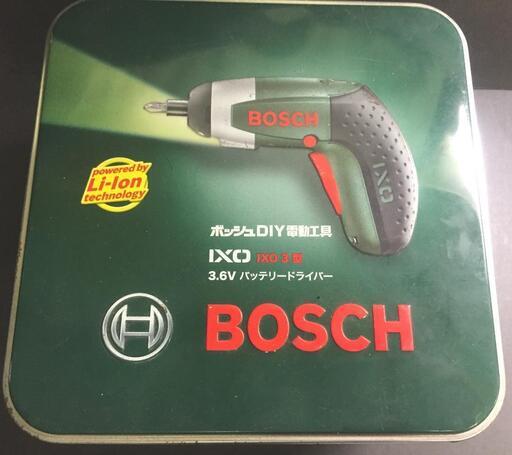 BOSCH
IXO
powered by
Li-Ion
technology
ボッシュDIY電動工具
IXO IXO 3 型
3.6V バッテリードライバー
BOSCH